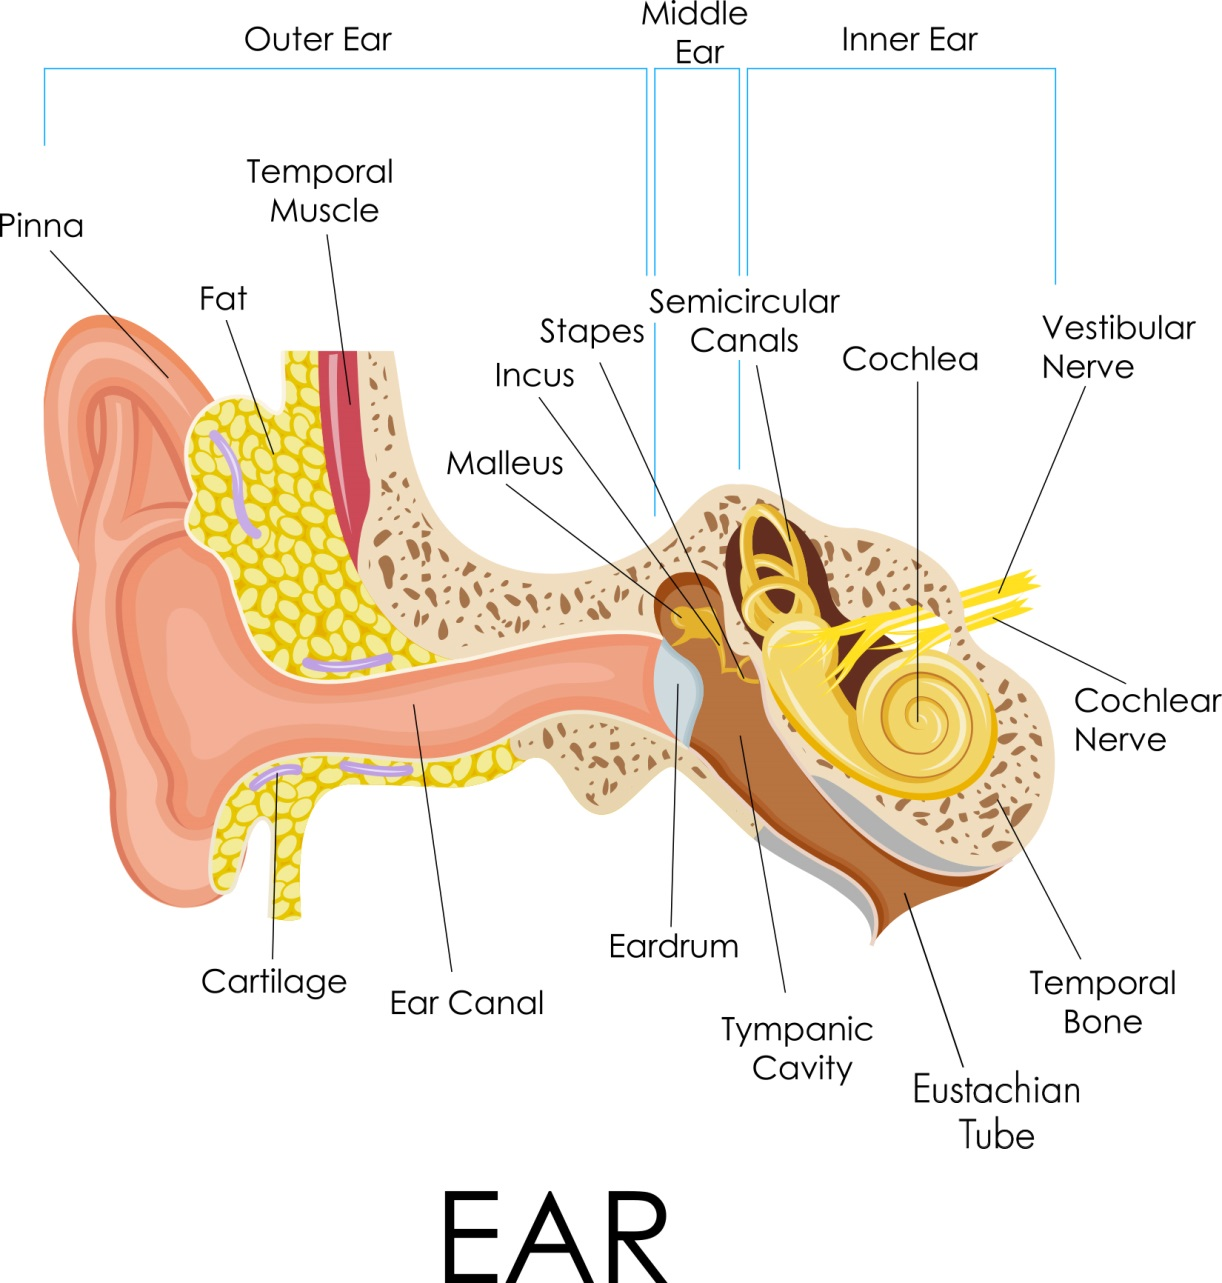 Outer Ear
Middle
Ear
Inner Ear
Temporal
Muscle
Pinna
Fat
Stapes
Semicircular
Canals
Incus
Cochlea
Vestibular
Nerve
Malleus
Cochlear
Nerve
Cartilage
Ear Canal
Eardrum
Tympanic
Cavity
Temporal
Bone
Eustachian
Tube
EAR